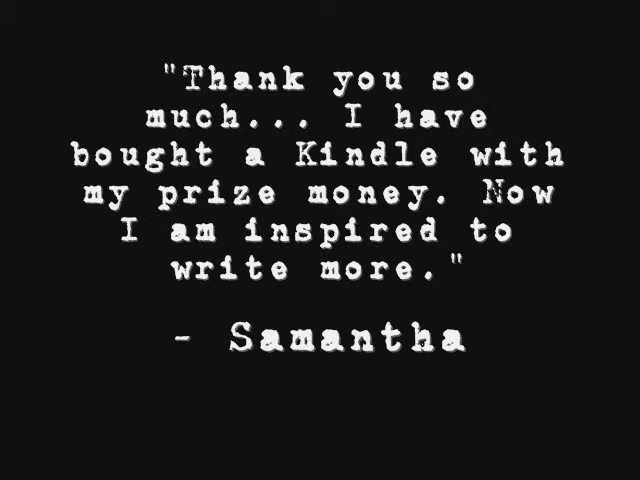 "Thank you so
much... I have
bought a Kindle with
my prize money. Now
I am inspired to
write more."
- Samantha